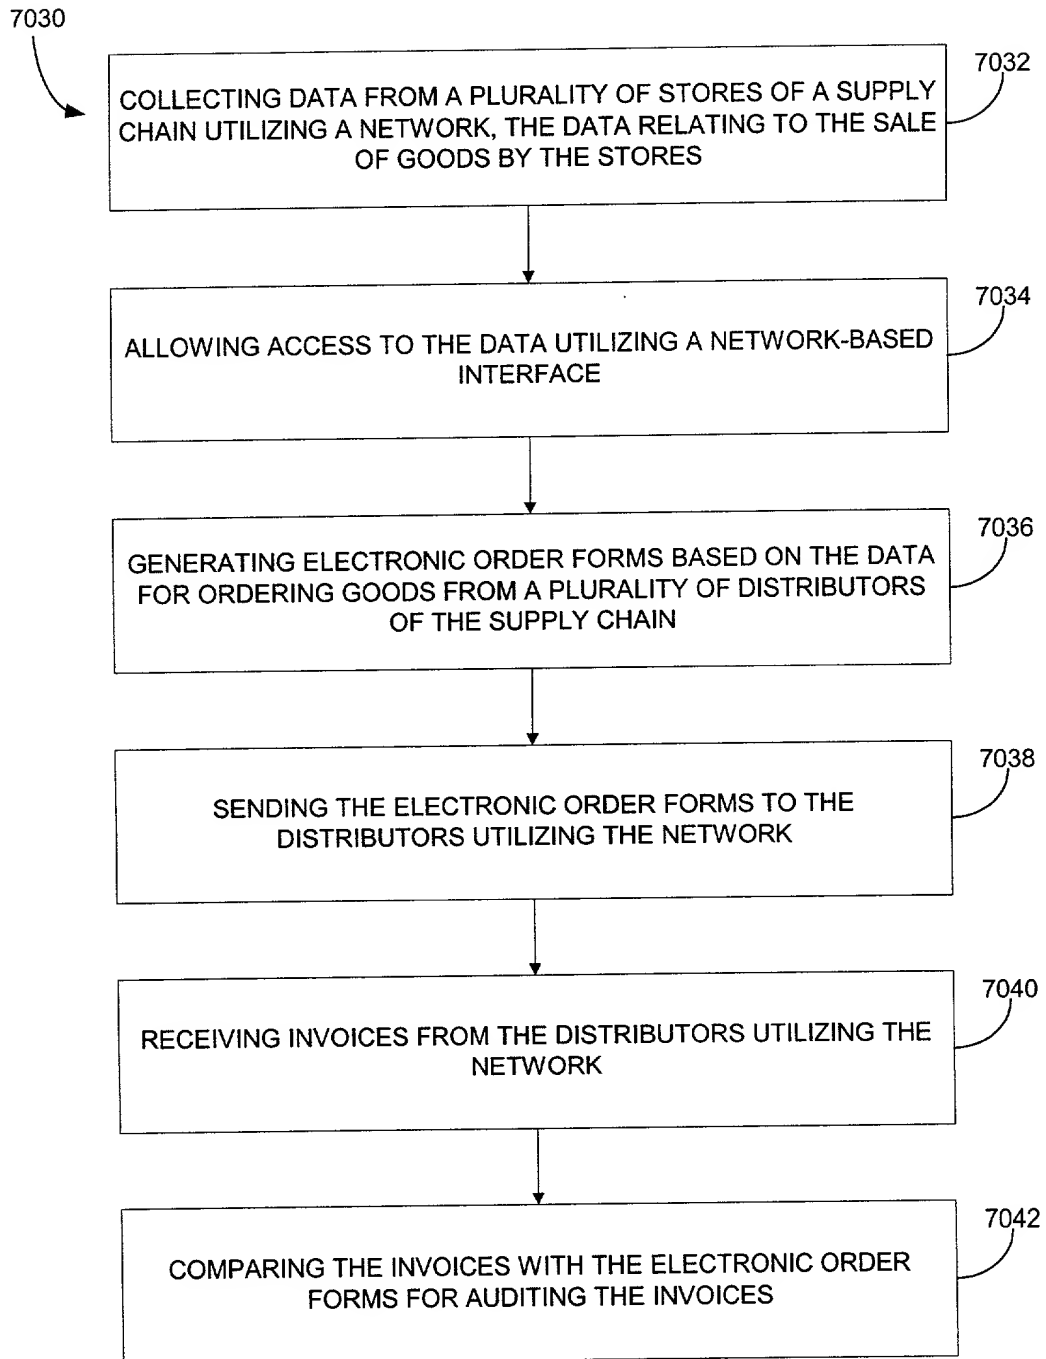 7030
7032
COLLECTING DATA FROM A PLURALITY OF STORES OF A SUPPLY
CHAIN UTILIZING A NETWORK, THE DATA RELATING TO THE SALE
OF GOODS BY THE STORES
7034
ALLOWING ACCESS TO THE DATA UTILIZING A NETWORK-BASED
INTERFACE
7036
GENERATING ELECTRONIC ORDER FORMS BASED ON THE DATA
FOR ORDERING GOODS FROM A PLURALITY OF DISTRIBUTORS
OF THE SUPPLY CHAIN
7038
SENDING THE ELECTRONIC ORDER FORMS TO THE
DISTRIBUTORS UTILIZING THE NETWORK
7040
RECEIVING INVOICES FROM THE DISTRIBUTORS UTILIZING THE
NETWORK
7042
COMPARING THE INVOICES WITH THE ELECTRONIC ORDER
FORMS FOR AUDITING THE INVOICES